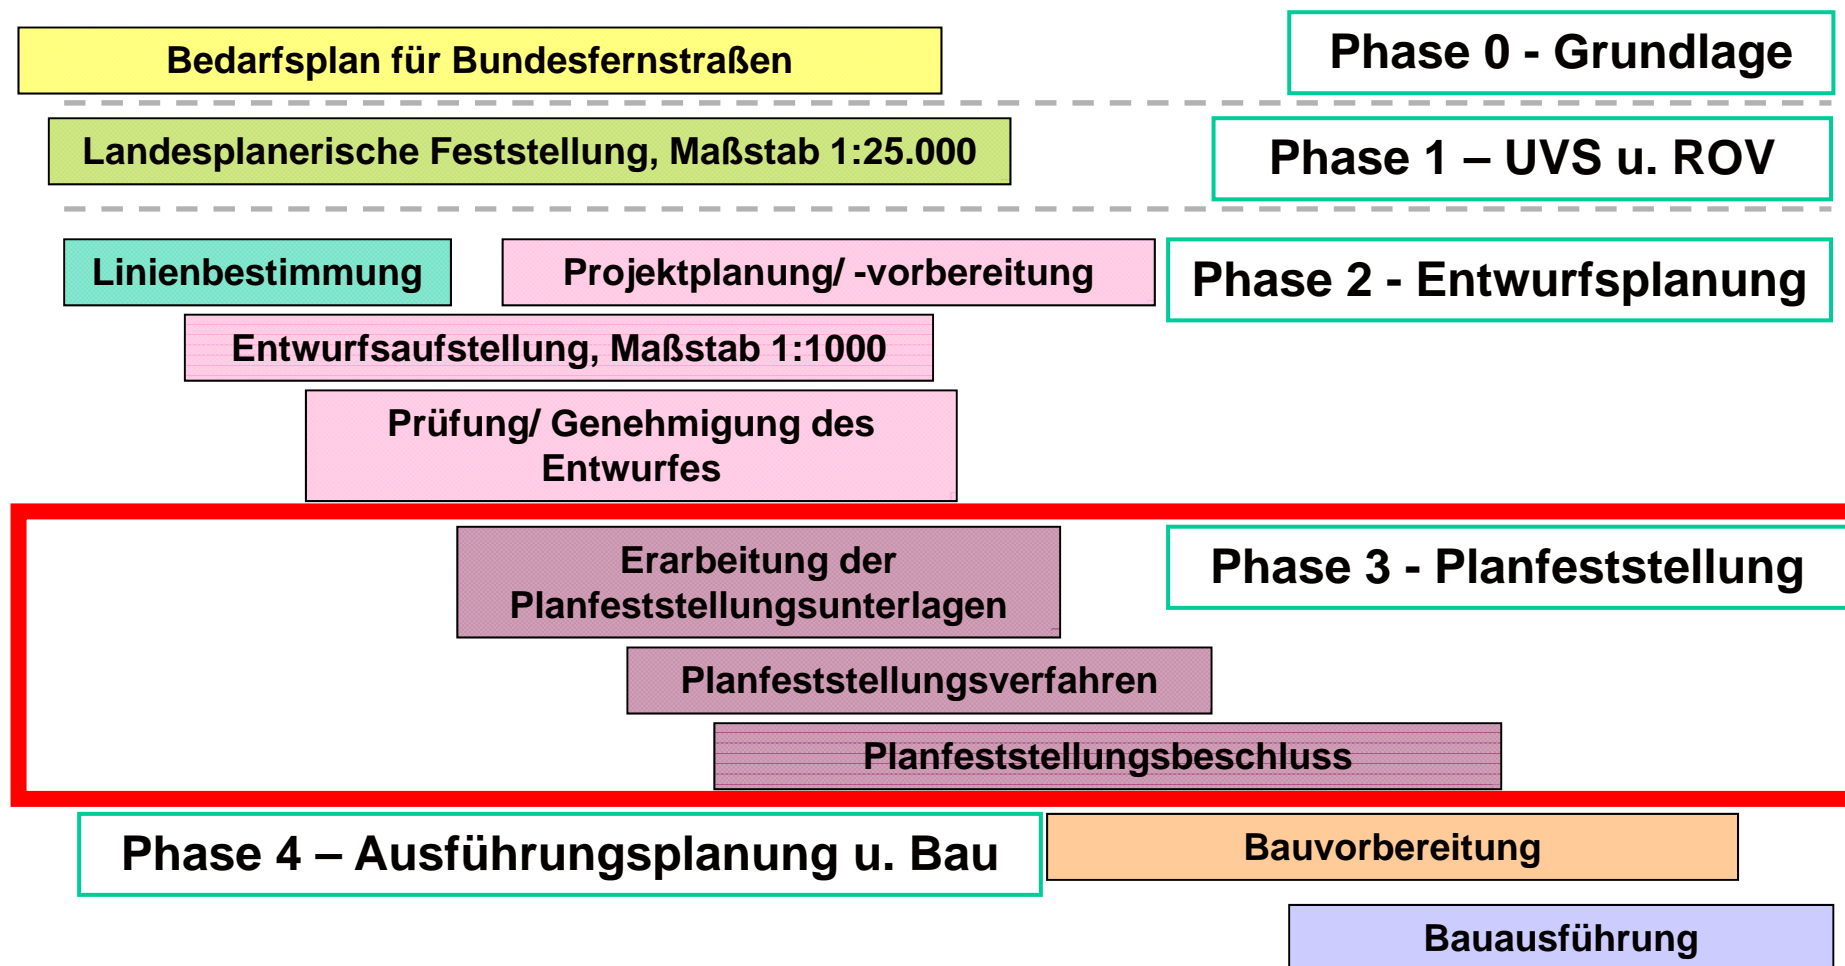 Bedarfsplan für Bundesfernstraßen
Phase 0 - Grundlage
Landesplanerische Feststellung, Maßstab 1:25.000
Phase 1 – UVS u. ROV
Linienbestimmung
Projektplanung/ -vorbereitung
Phase 2 - Entwurfsplanung
Entwurfsaufstellung, Maßstab 1:1000
Prüfung/ Genehmigung des
Entwurfes
Erarbeitung der
Planfeststellungsunterlagen
Phase 3 - Planfeststellung
Planfeststellungsverfahren
Planfeststellungsbeschluss
Phase 4 – Ausführungsplanung u. Bau
Bauvorbereitung
Bauausführung